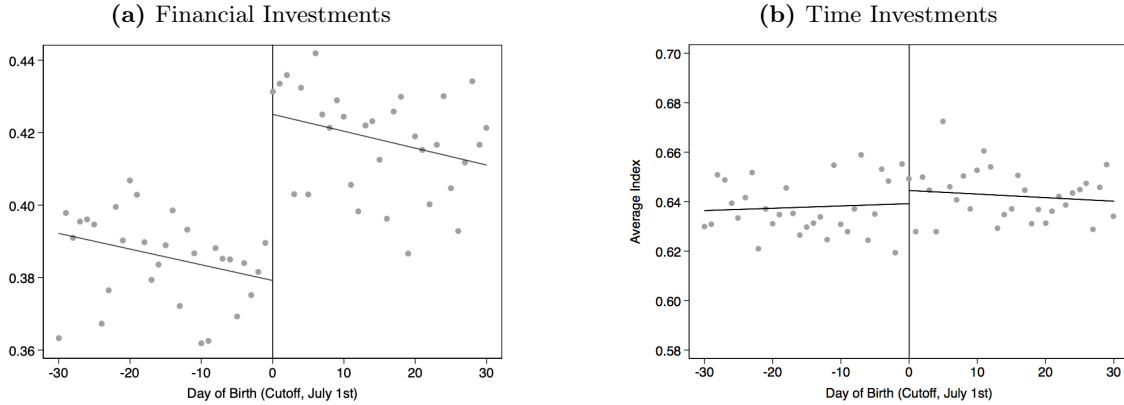 (a) Financial Investments
0.44
0.42
0.40
0.38
0.36
-30 -20 -10 0 10 20 30
Day of Birth (Cutoff, July 1st)
(b) Time Investments
Average Index
0.70
0.68
0.66
0.64
0.62
0.60
0.58
-30 -20 -10 0 10 20 30
Day of Birth (Cutoff, July 1st)